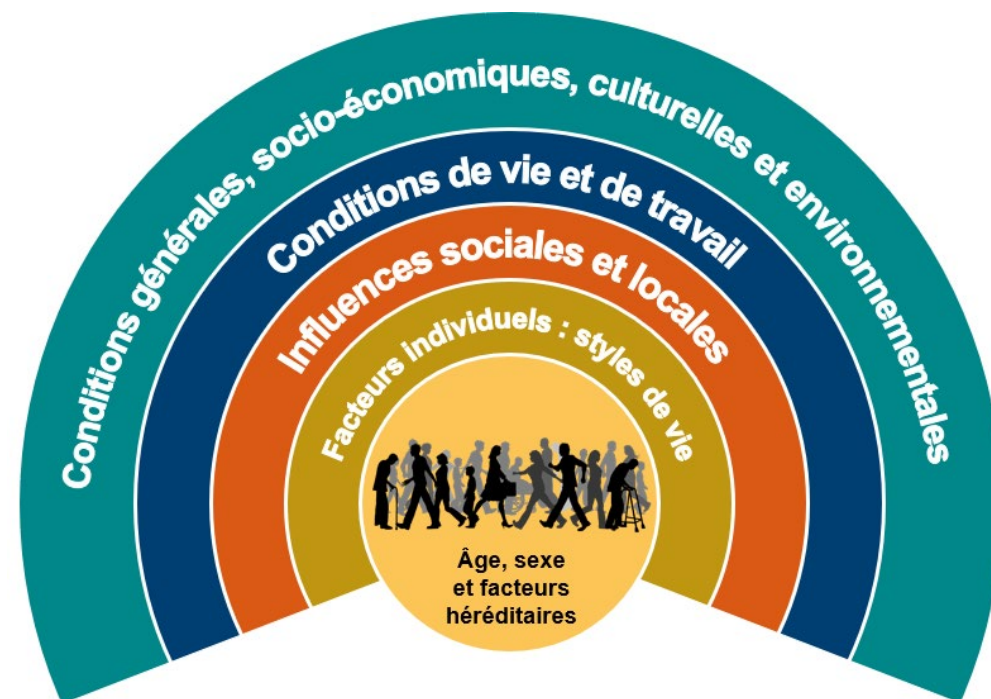 Conditions générales, socio-économiques, culturelles et environnementales
Conditions de vie et de travail
Influences sociales et locales
Facteurs individuels : styles de vie
Âge, sexe
et facteurs
héréditaires